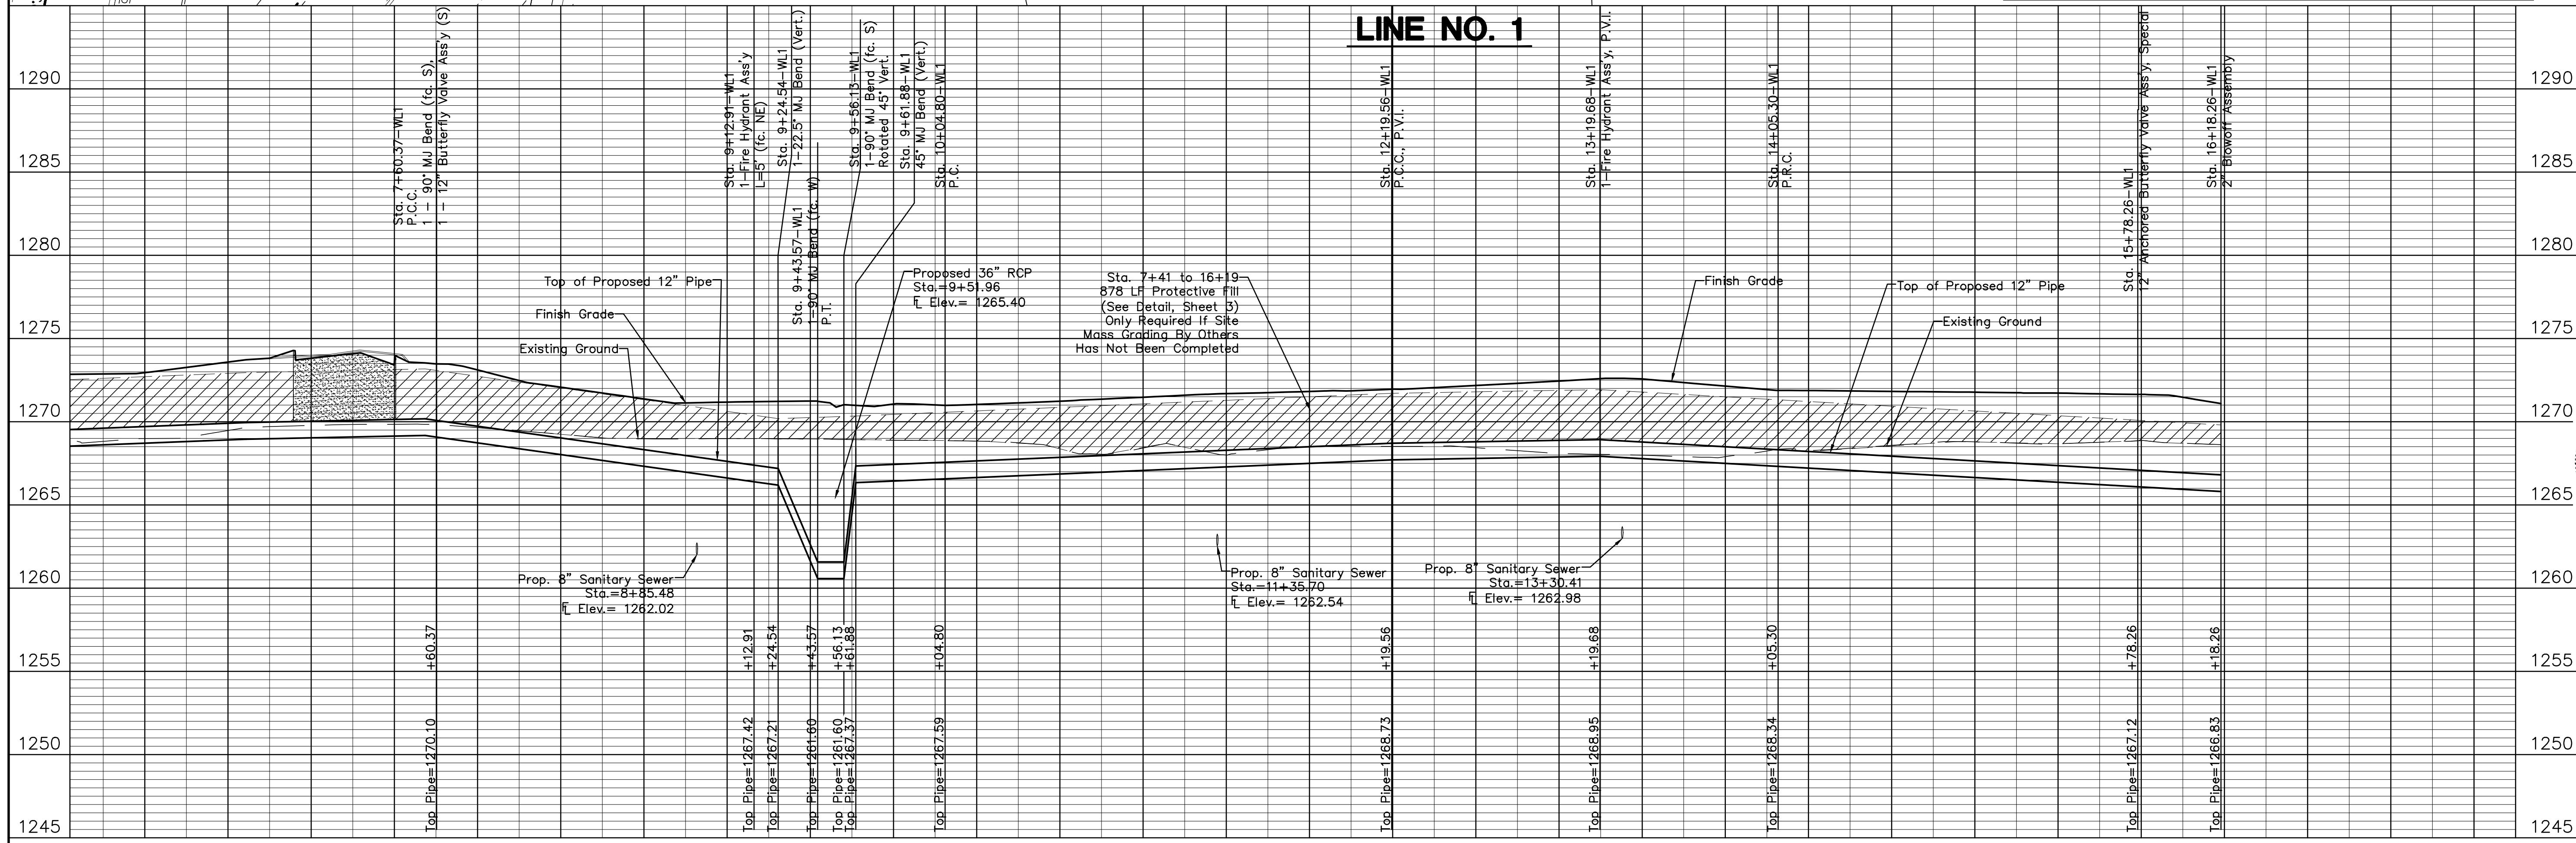 LINE NO. 1
1290
1285
1280
1275
1270
1265
1260
1255
1250
1245
1290
1285
1280
1275
1270
1265
1260
1255
1250
1245
Sta. 7+60.37-WL1
P.C.C.
1 - 90° MJ Bend (fc. S),
1 - 12" Butterfly Valve Ass'y (S)
Sta. 9+12.91-WL1
1-Fire Hydrant Ass'y
L=5' (fc. NE)
Sta. 9+24.54-WL1
1-22.5° MJ Bend (Vert.)
Sta. 9+43.57-WL1
1-90° MJ Bend (fc. W)
P.T.
Sta. 9+56.13-WL1
1-90° MJ Bend (fc. S)
Rotated 45° Vert.
Sta. 9+61.88-WL1
45° MJ Bend (Vert.)
Sta. 10+04.80-WL1
P.C.
Sta. 12+19.56-WL1
P.C.C., P.V.I.
Sta. 13+19.68-WL1
1-Fire Hydrant Ass'y, P.V.I.
Sta. 14+05.30-WL1
P.R.C.
Sta. 15+78.26-WL1
12" Anchored Butterfly Valve Ass'y, Special
Sta. 16+18.26-WL1
2" Blowoff Assembly
Top of Proposed 12" Pipe
Finish Grade
Existing Ground
Proposed 36" RCP
Sta.=9+51.96
FL Elev.= 1265.40
Sta. 7+41 to 16+19
878 LF Protective Fill
(See Detail, Sheet 3)
Only Required If Site
Mass Grading By Others
Has Not Been Completed
Finish Grade
Top of Proposed 12" Pipe
Existing Ground
Prop. 8" Sanitary Sewer
Sta.=8+85.48
FL Elev.= 1262.02
Prop. 8" Sanitary Sewer
Sta.=11+35.70
FL Elev.= 1262.54
Prop. 8" Sanitary Sewer
Sta.=13+30.41
FL Elev.= 1262.98
+60.37
+12.91
+24.54
+43.57
+56.13
+61.88
+04.80
+19.56
+19.68
+05.30
+78.26
+18.26
Top Pipe=1270.10
Top Pipe=1267.42
Top Pipe=1267.21
Top Pipe=1261.60
Top Pipe=1261.60
Top Pipe=1267.37
Top Pipe=1267.59
Top Pipe=1268.73
Top Pipe=1268.95
Top Pipe=1268.34
Top Pipe=1267.12
Top Pipe=1266.83